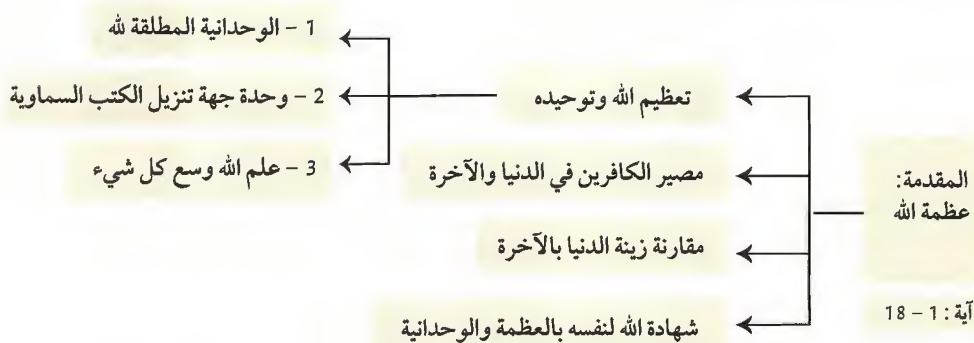 المقدمة:
عظمة الله
آية : 1 – 18
تعظيم الله وتوحيده
1 – الوحدانية المطلقة لله
2 – وحدة جهة تنزيل الكتب السماوية
3 – علم الله وسع كل شيء
مصير الكافرين في الدنيا والآخرة
مقارنة زينة الدنيا بالآخرة
شهادة الله لنفسه بالعظمة والوحدانية